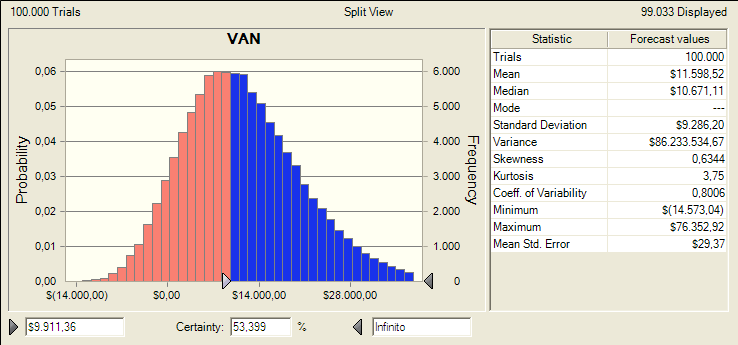 100.000 Trials Split View 99.033 Displayed
VAN
Statistic Forecast values
Trials 100.000
Mean $11.598,52
Median $10.671,11
Mode ---
Standard Deviation $9.286,20
Variance $86.233.534,67
Skewness 0,6344
Kurtosis 3,75
Coeff. of Variability 0,8006
Minimum $(14.573,04)
Maximum $76.352,92
Mean Std. Error $29,37
Probability
0,06
0,05
0,04
0,03
0,02
0,01
0,00
6.000
5.000
4.000
3.000
2.000
1.000
0
Frequency
$(14.000,00) $0,00 $14.000,00 $28.000,00
$9.911,36 Certainty: 53,399 % Infinito